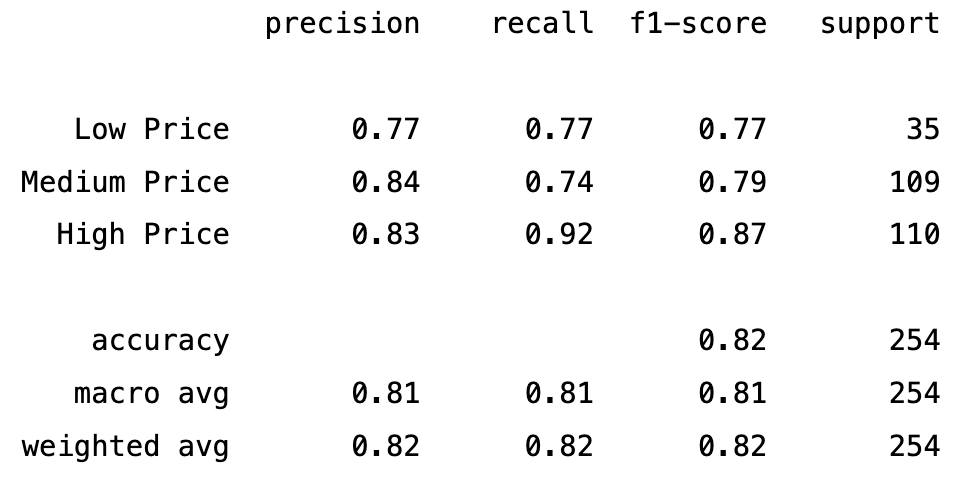 precision recall f1-score support
Low Price 0.77 0.77 0.77 35
Medium Price 0.84 0.74 0.79 109
High Price 0.83 0.92 0.87 110
accuracy 0.82 254
macro avg 0.81 0.81 0.81 254
weighted avg 0.82 0.82 0.82 254